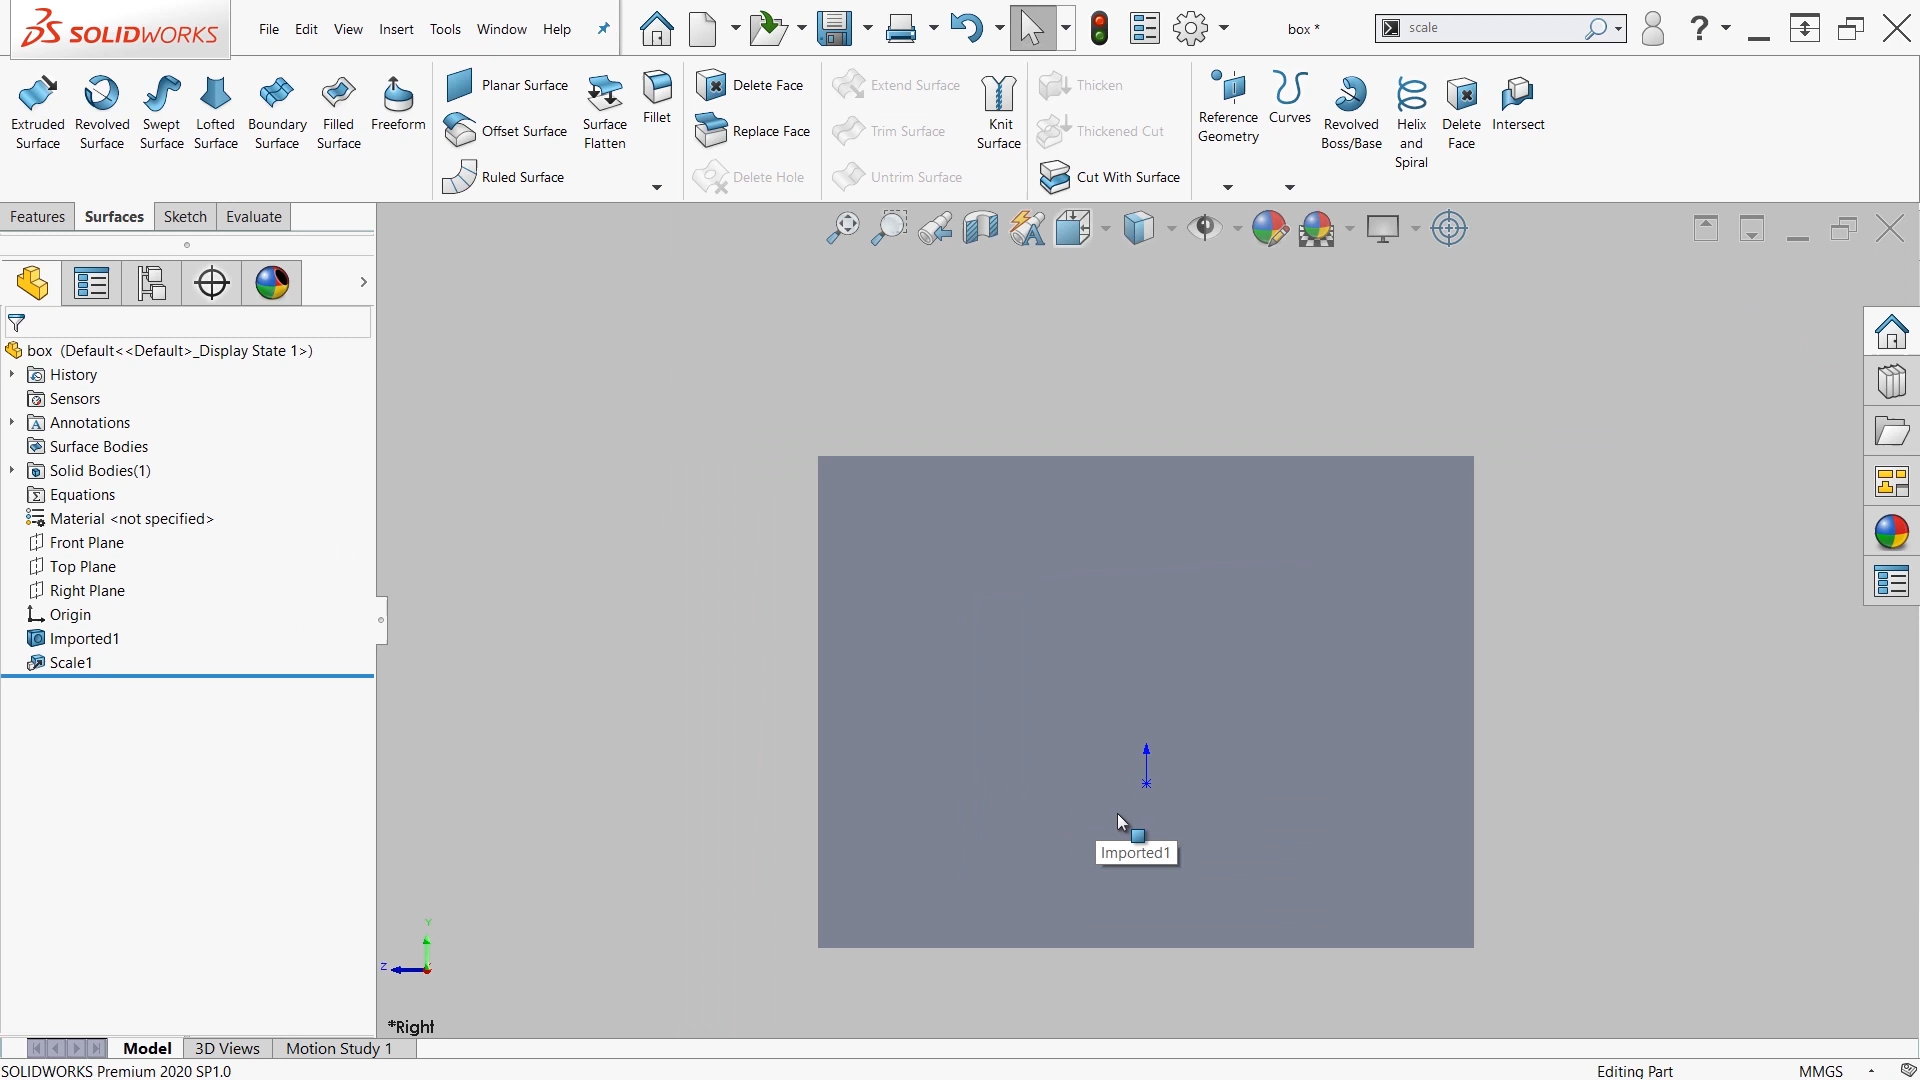 SOLIDWORKS
File Edit View Insert Tools Window Help
box *
scale
Extruded Surface
Revolved Surface
Swept Surface
Lofted Surface
Boundary Surface
Filled Surface
Freeform
Planar Surface
Offset Surface
Ruled Surface
Surface Flatten
Fillet
Delete Face
Replace Face
Delete Hole
Extend Surface
Trim Surface
Untrim Surface
Knit Surface
Thicken
Thickened Cut
Cut With Surface
Reference Geometry
Curves
Revolved Boss/Base
Helix and Spiral
Delete Face
Intersect
Features Surfaces Sketch Evaluate
box (Default<<Default>_Display State 1>)
History
Sensors
Annotations
Surface Bodies
Solid Bodies(1)
Equations
Material <not specified>
Front Plane
Top Plane
Right Plane
Origin
Imported1
Scale1
Imported1
Y
Z
*Right
Model 3D Views Motion Study 1
SOLIDWORKS Premium 2020 SP1.0
Editing Part
MMGS